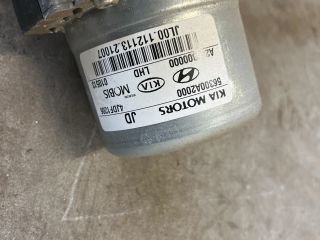 KIA MOTORS JD
56300A2000
KIA MOBIS
LHD
JL00.112113.21007